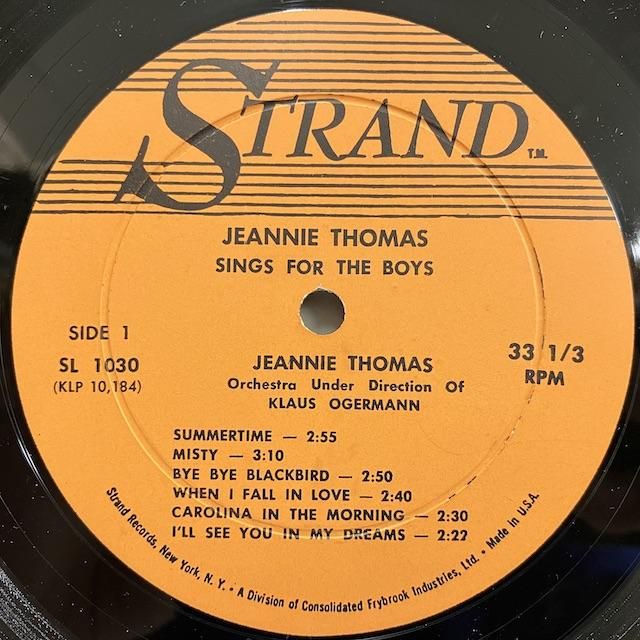 STRAND T.M.
JEANNIE THOMAS
SINGS FOR THE BOYS
SIDE 1
SL 1030
(KLP 10,184)
33 1/3
RPM
JEANNIE THOMAS
Orchestra Under Direction Of
KLAUS OGERMANN
SUMMERTIME — 2:55
MISTY — 3:10
BYE BYE BLACKBIRD — 2:50
WHEN I FALL IN LOVE — 2:40
CAROLINA IN THE MORNING — 2:30
I'LL SEE YOU IN MY DREAMS — 2:22
Strand Records, New York, N. Y. • A Division of Consolidated Frybrook Industries, Ltd. • Made in U.S.A.